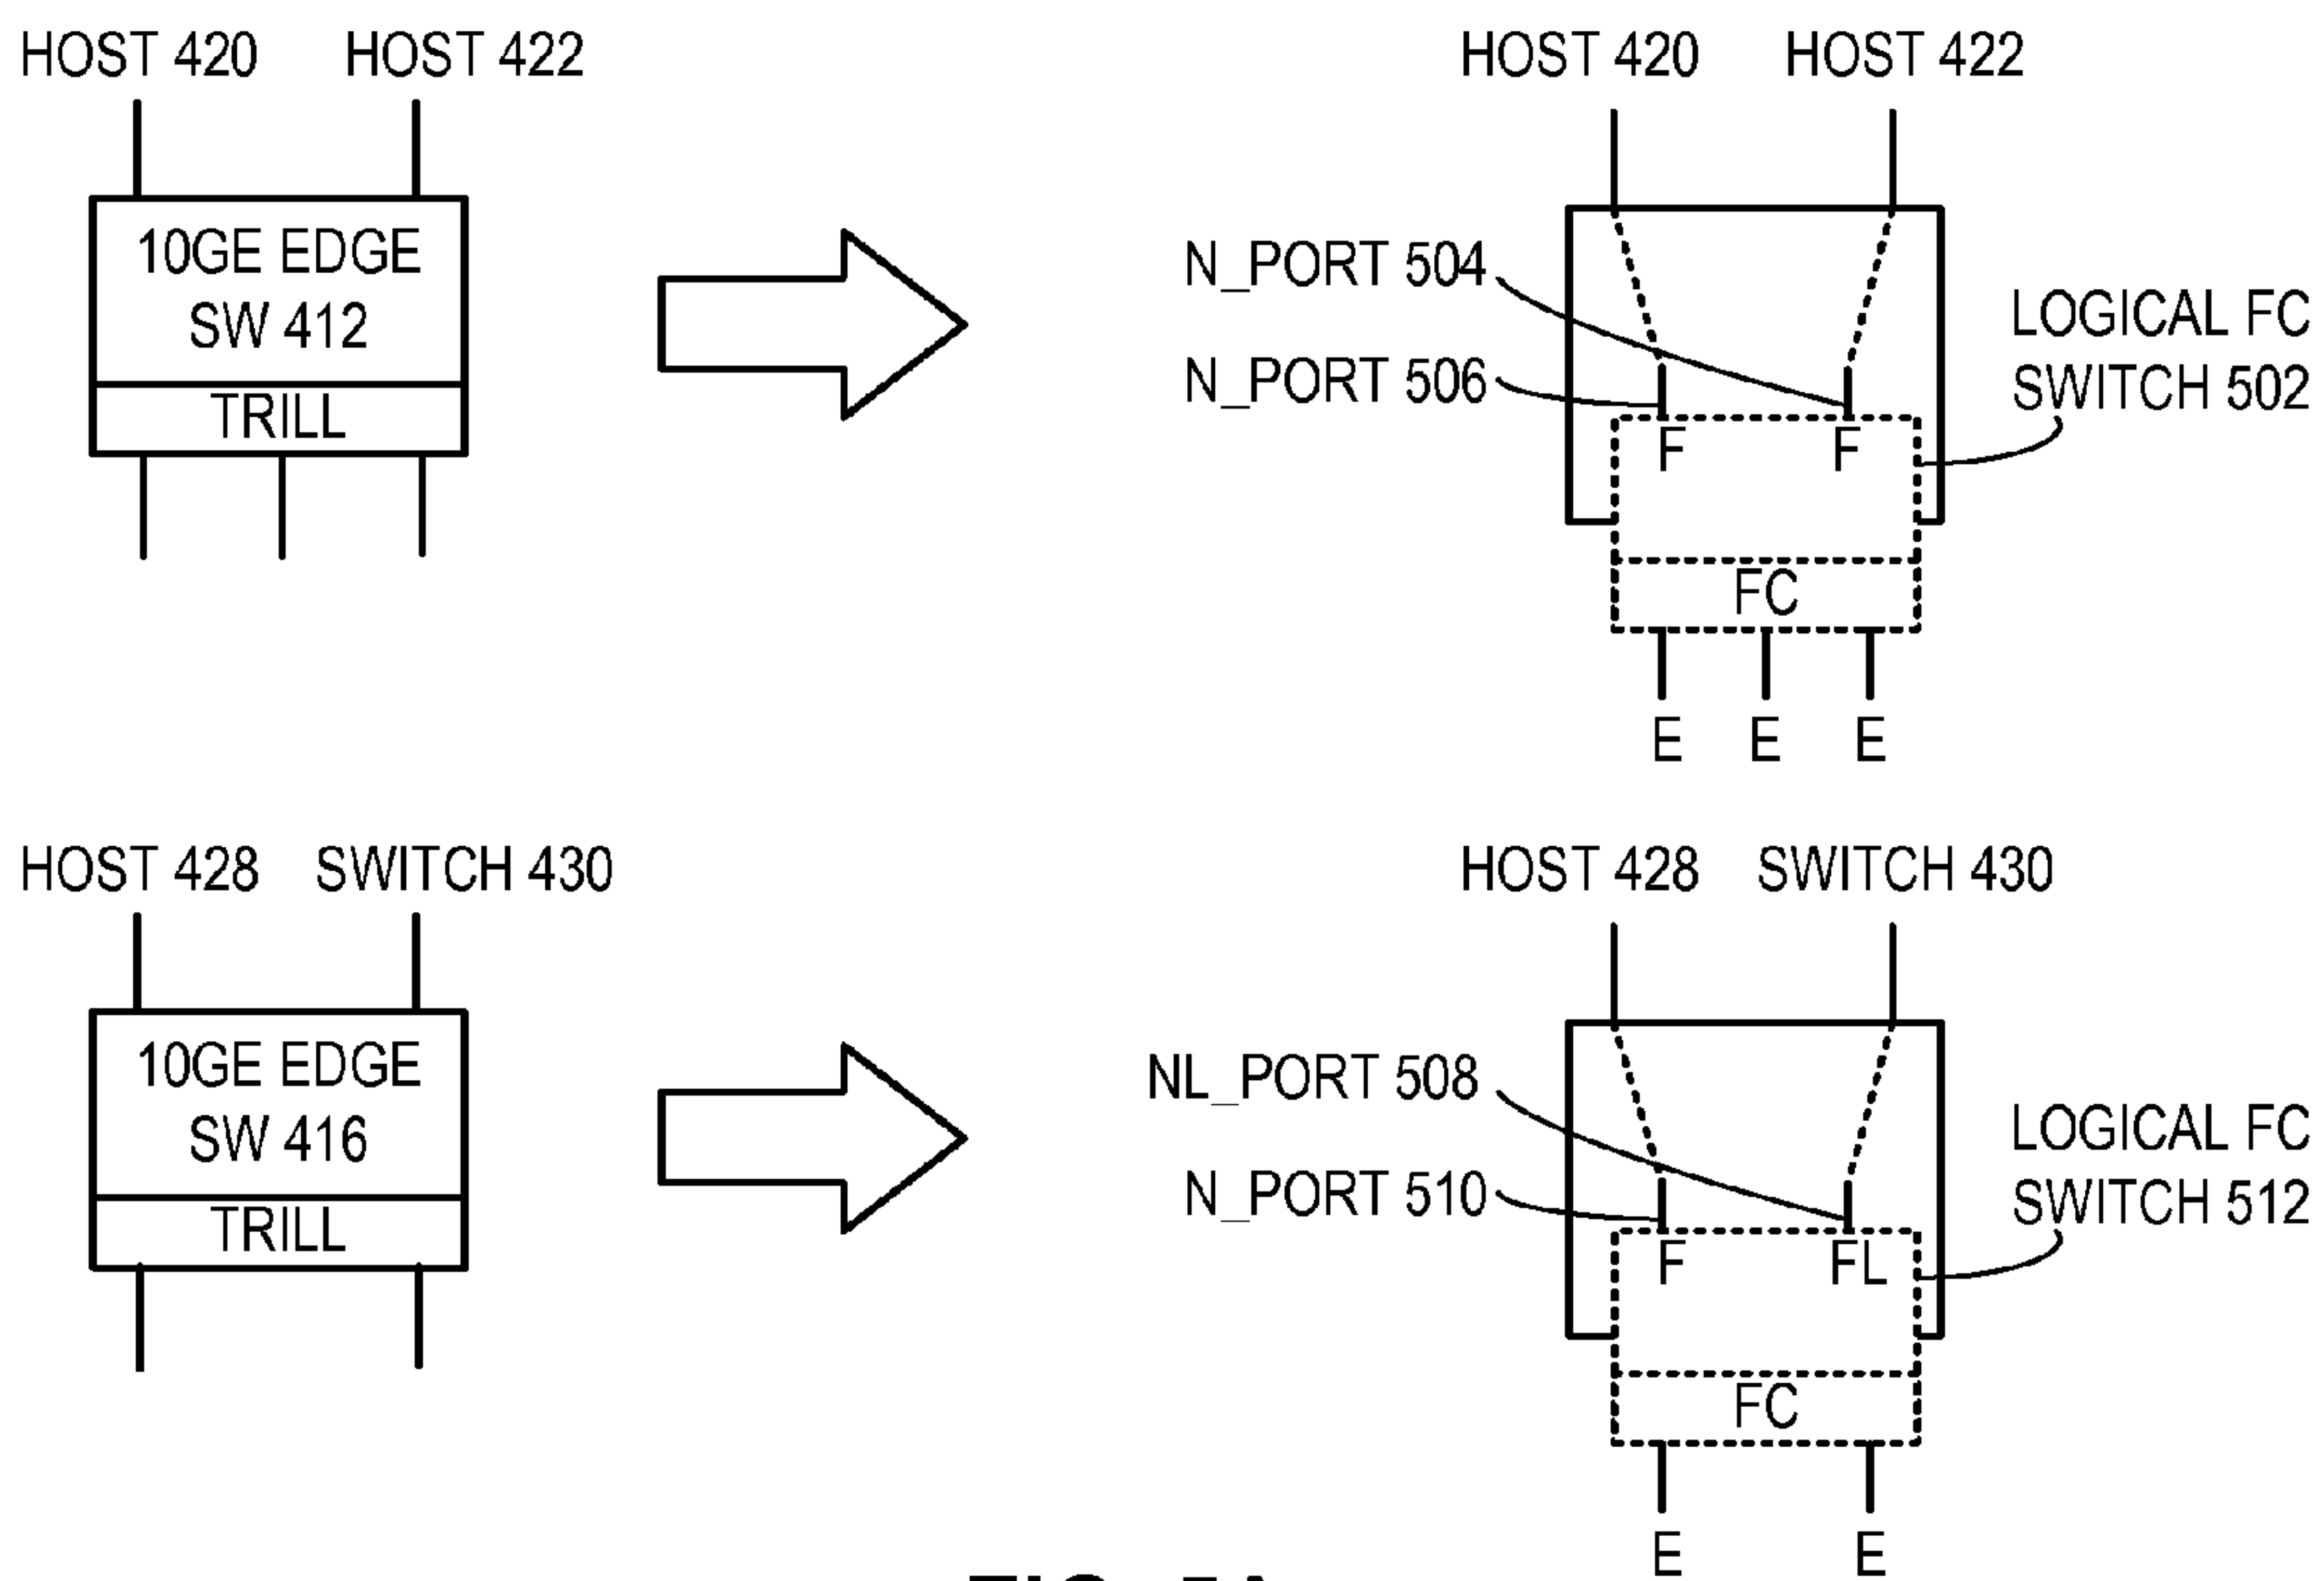 HOST 420 HOST 422
10GE EDGE
SW 412
TRILL
HOST 420 HOST 422
N_PORT 504
N_PORT 506
LOGICAL FC
SWITCH 502
F F
FC
E E E
HOST 428 SWITCH 430
10GE EDGE
SW 416
TRILL
HOST 428 SWITCH 430
NL_PORT 508
N_PORT 510
LOGICAL FC
SWITCH 512
F FL
FC
E E